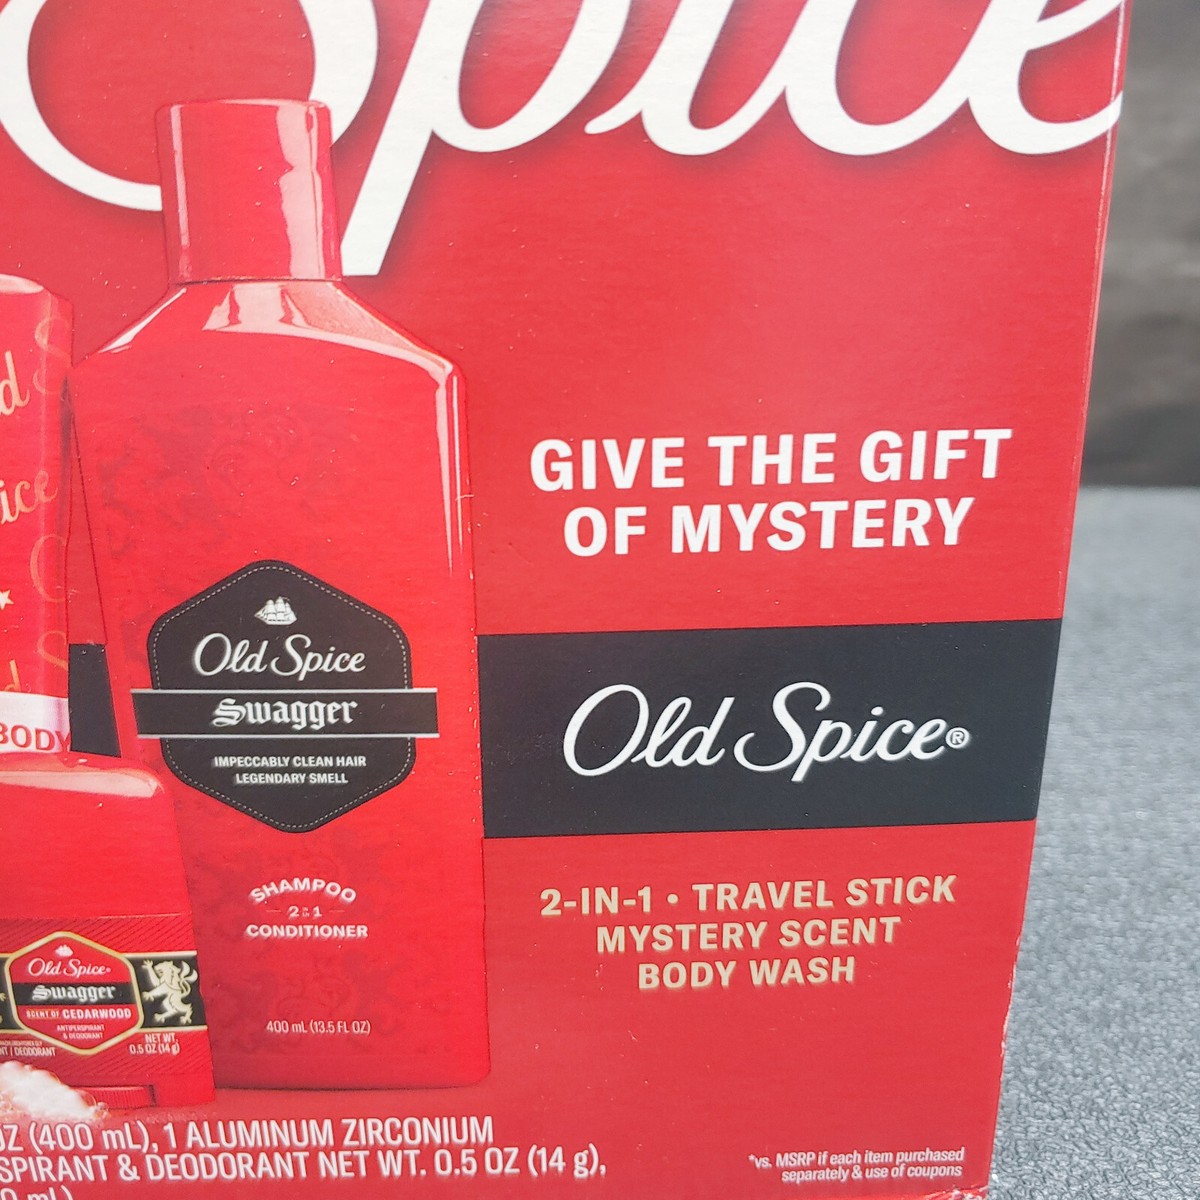 Spice
GIVE THE GIFT
OF MYSTERY
Old Spice
Swagger
IMPECCABLY CLEAN HAIR
LEGENDARY SMELL
SHAMPOO
2 IN 1
CONDITIONER
400 mL (13.5 FL OZ)
Old Spice®
2-IN-1 • TRAVEL STICK
MYSTERY SCENT
BODY WASH
ice
BODY
Old Spice
Swagger
SCENT OF CEDARWOOD
ANTIPERSPIRANT
& DEODORANT
NET WT.
0.5 OZ (14 g)
OZ (400 mL), 1 ALUMINUM ZIRCONIUM
SPIRANT & DEODORANT NET WT. 0.5 OZ (14 g),
*vs. MSRP if each item purchased
separately & use of coupons